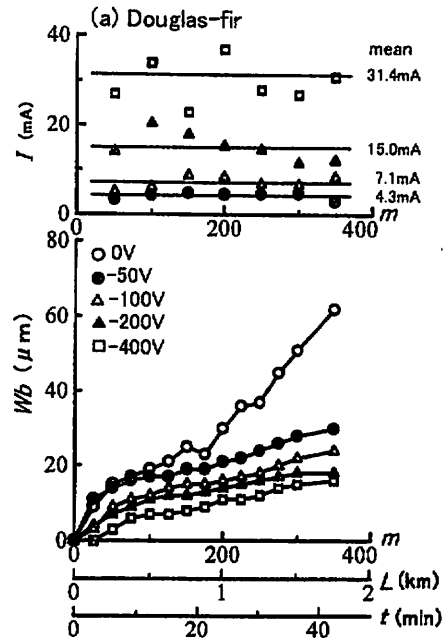 (a) Douglas-fir
mean
40
31.4mA
20
15.0mA
7.1mA
4.3mA
0
I (mA)
0 200 m 400
80
0V
-50V
-100V
-200V
-400V
60
40
20
0
Wb (μm)
0 200 m 400
0 1 2 L (km)
0 20 40 t (min)